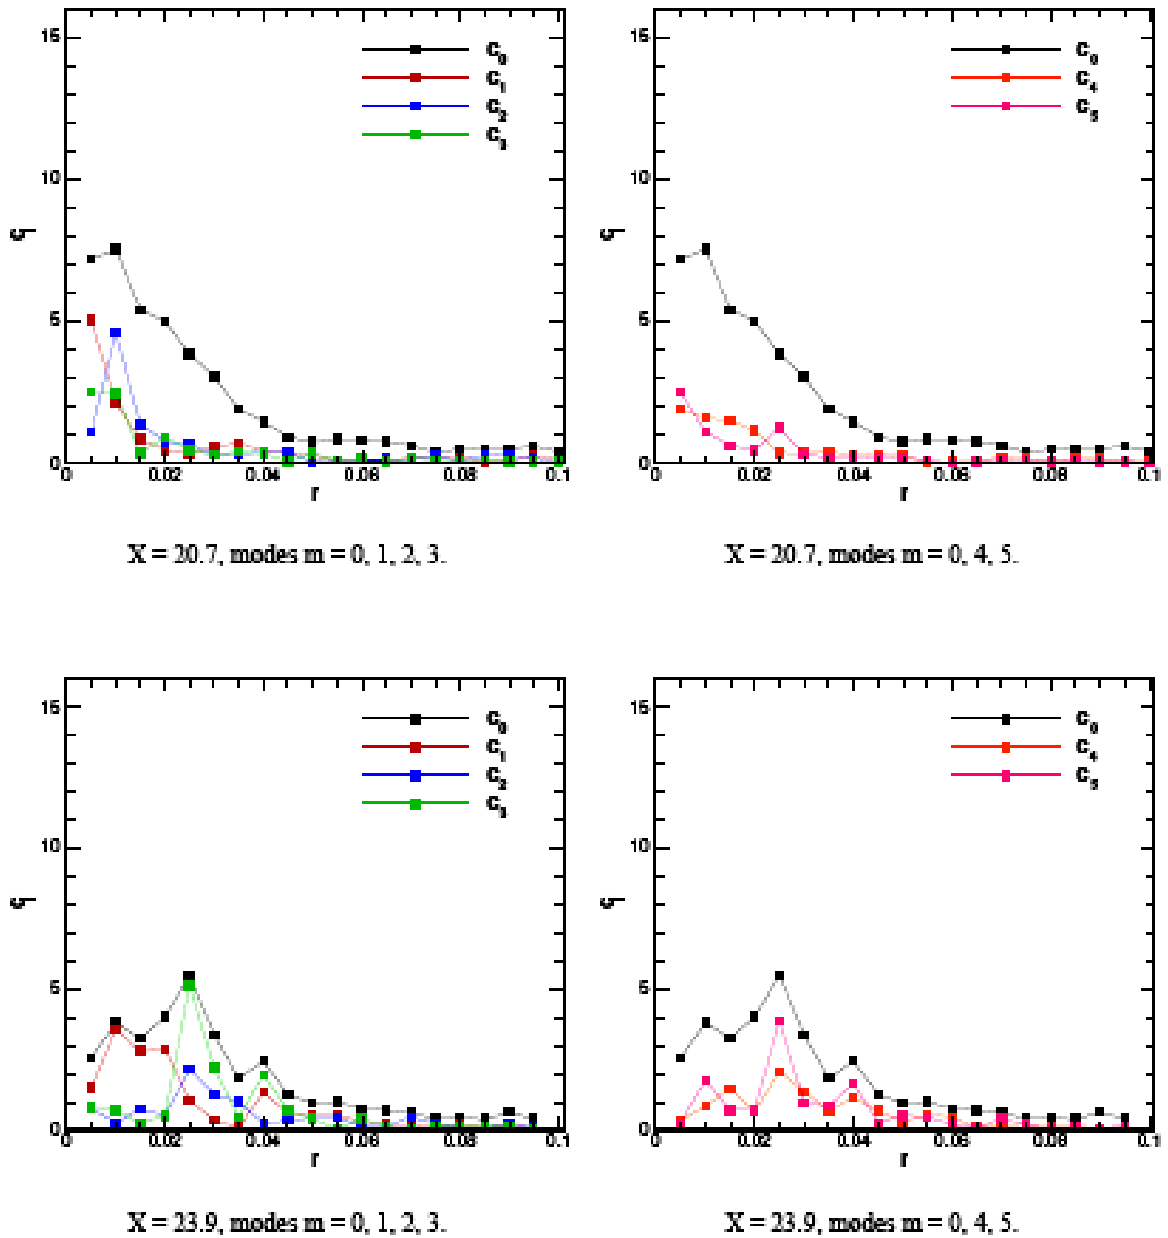 15
10
5
0
0 0.02 0.04 0.06 0.08 0.1
r
C0
C1
C2
C3
X = 20.7, modes m = 0, 1, 2, 3.
15
10
5
0
0 0.02 0.04 0.06 0.08 0.1
r
C0
C4
C5
X = 20.7, modes m = 0, 4, 5.
15
10
5
0
0 0.02 0.04 0.06 0.08 0.1
r
C0
C1
C2
C3
X = 23.9, modes m = 0, 1, 2, 3.
15
10
5
0
0 0.02 0.04 0.06 0.08 0.1
r
C0
C4
C5
X = 23.9, modes m = 0, 4, 5.